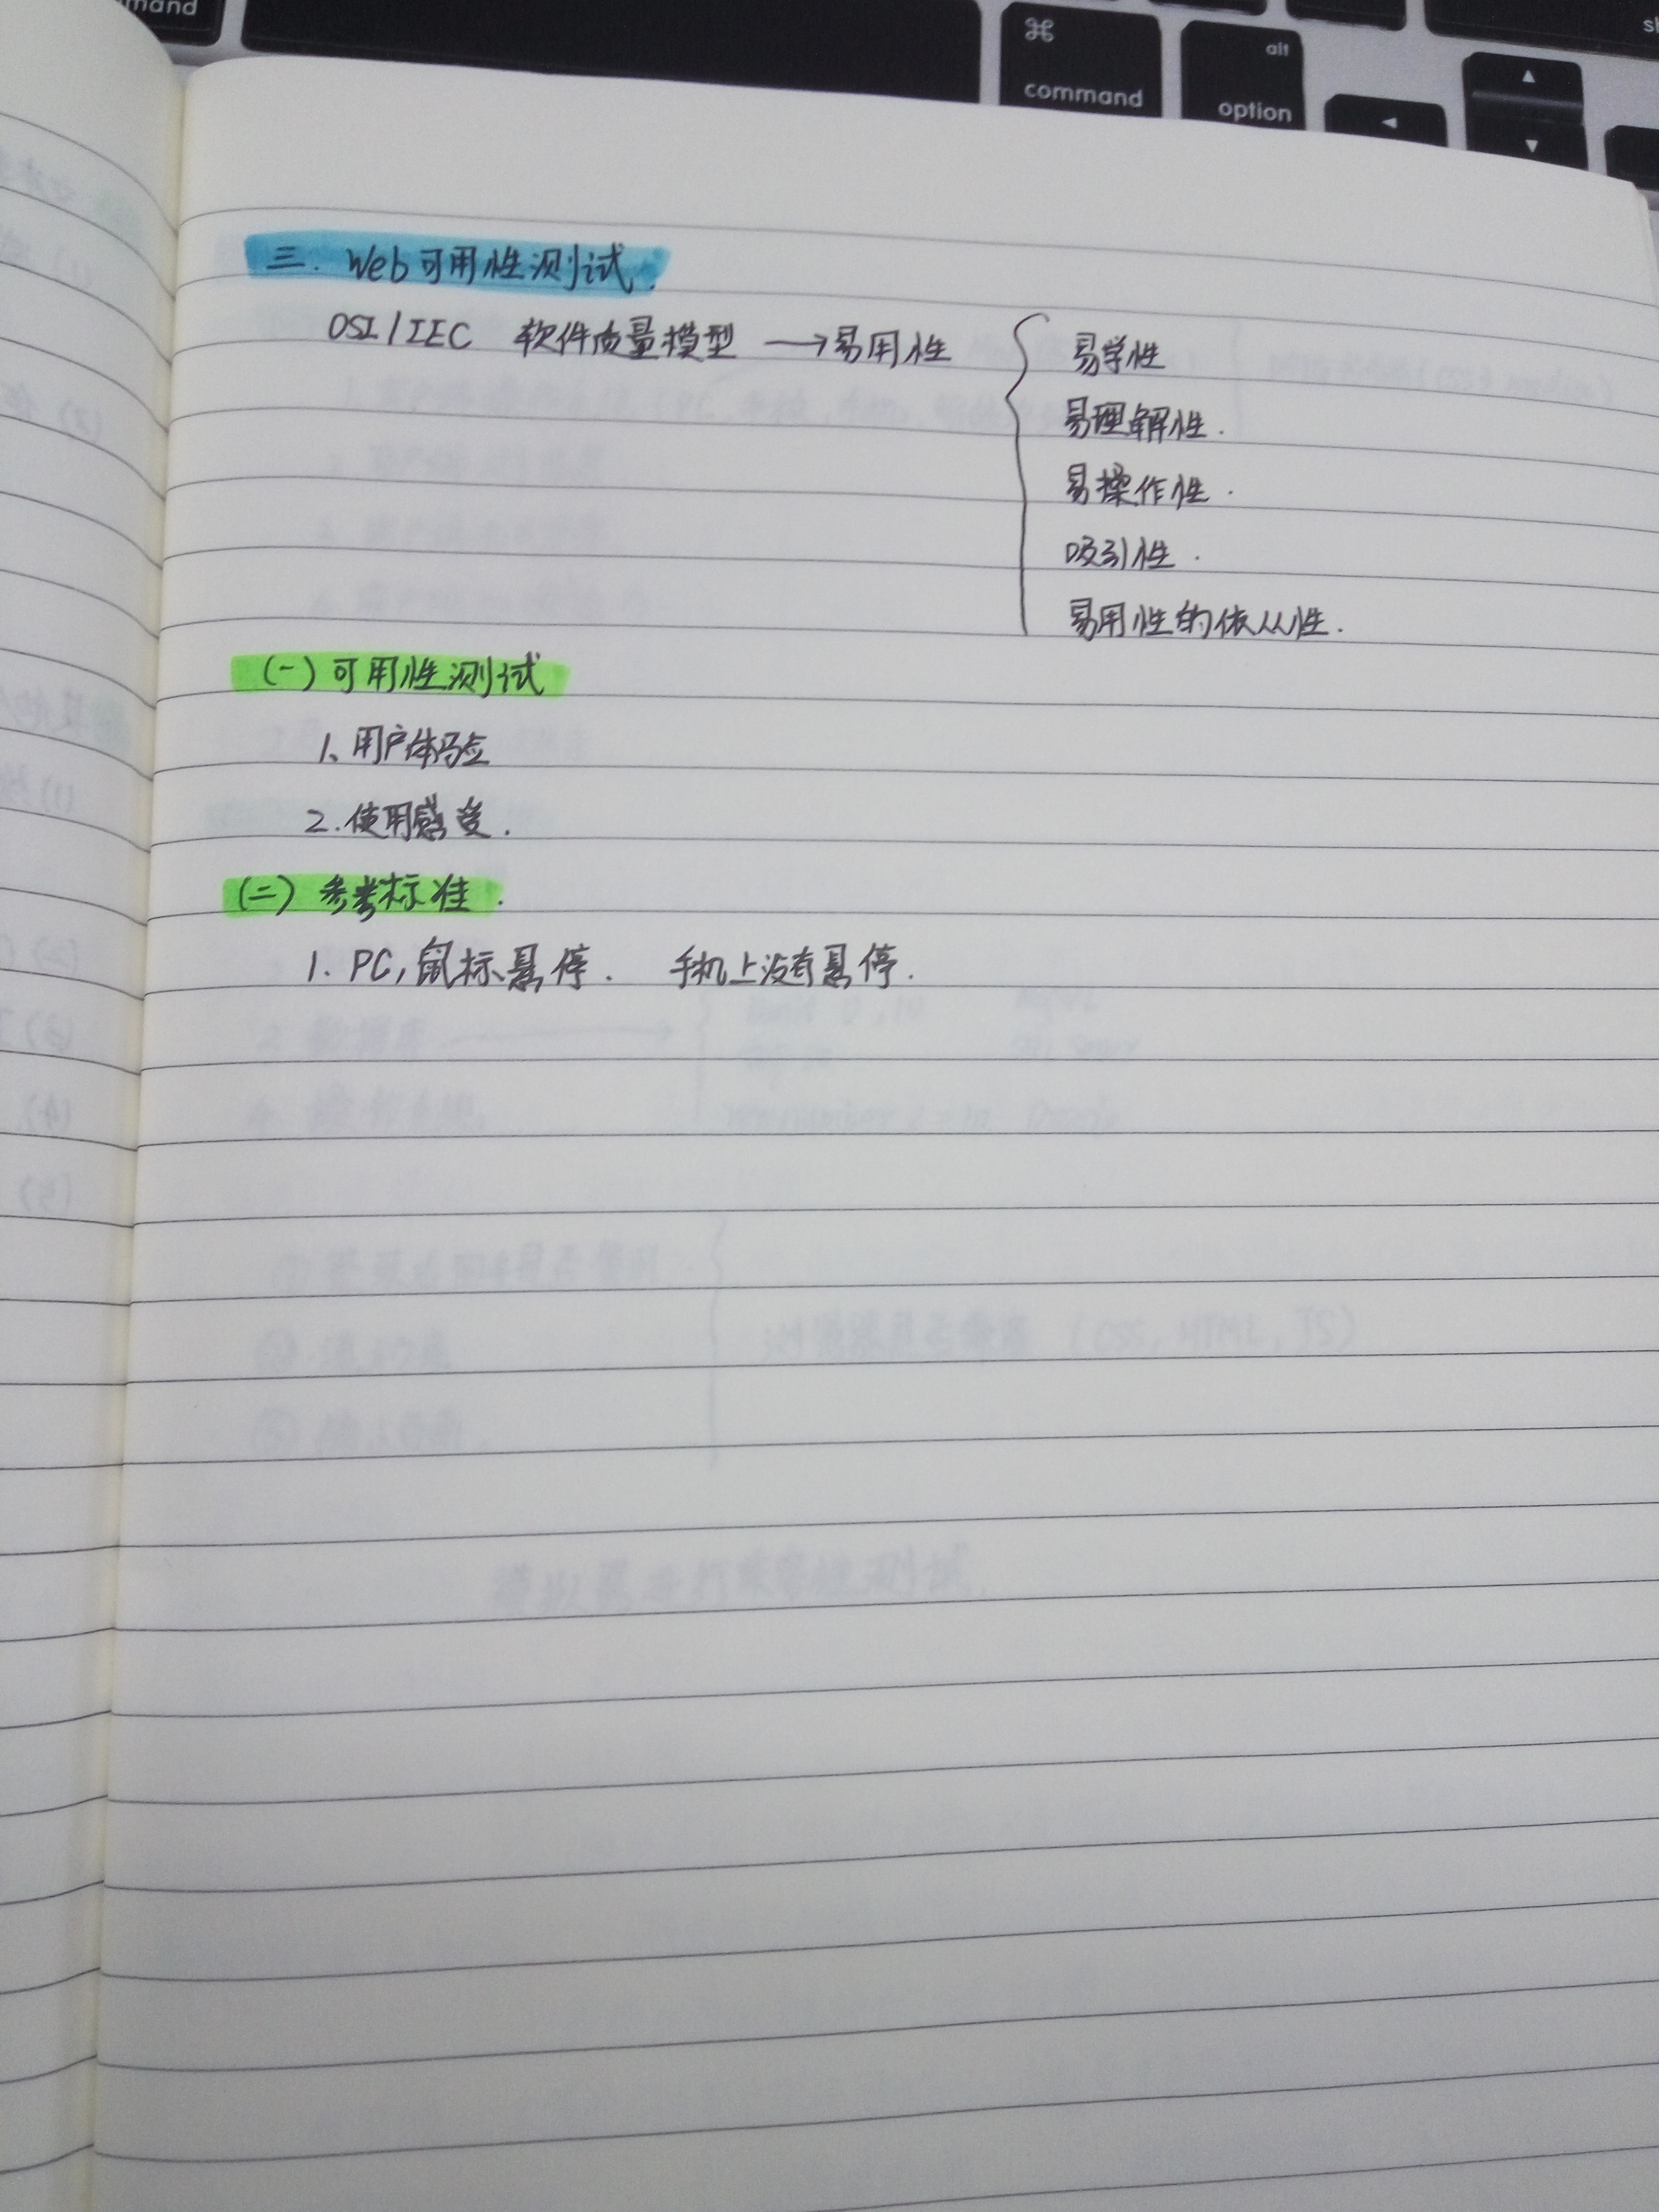 mand
⌘
command
alt
option
三. Web可用性测试.
OSI/IEC 软件质量模型 →易用性 { 易学性
易理解性.
易操作性.
吸引性.
易用性的依从性.
(一) 可用性测试
1、用户体验
2.使用感受.
(二) 参考标准.
1. PC,鼠标悬停. 手机上没有悬停.